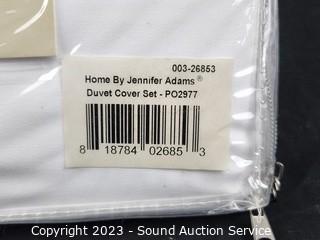 003-26853
Home By Jennifer Adams®
Duvet Cover Set - PO2977
8 18784 02685 3
Copyright © 2023 - Sound Auction Service